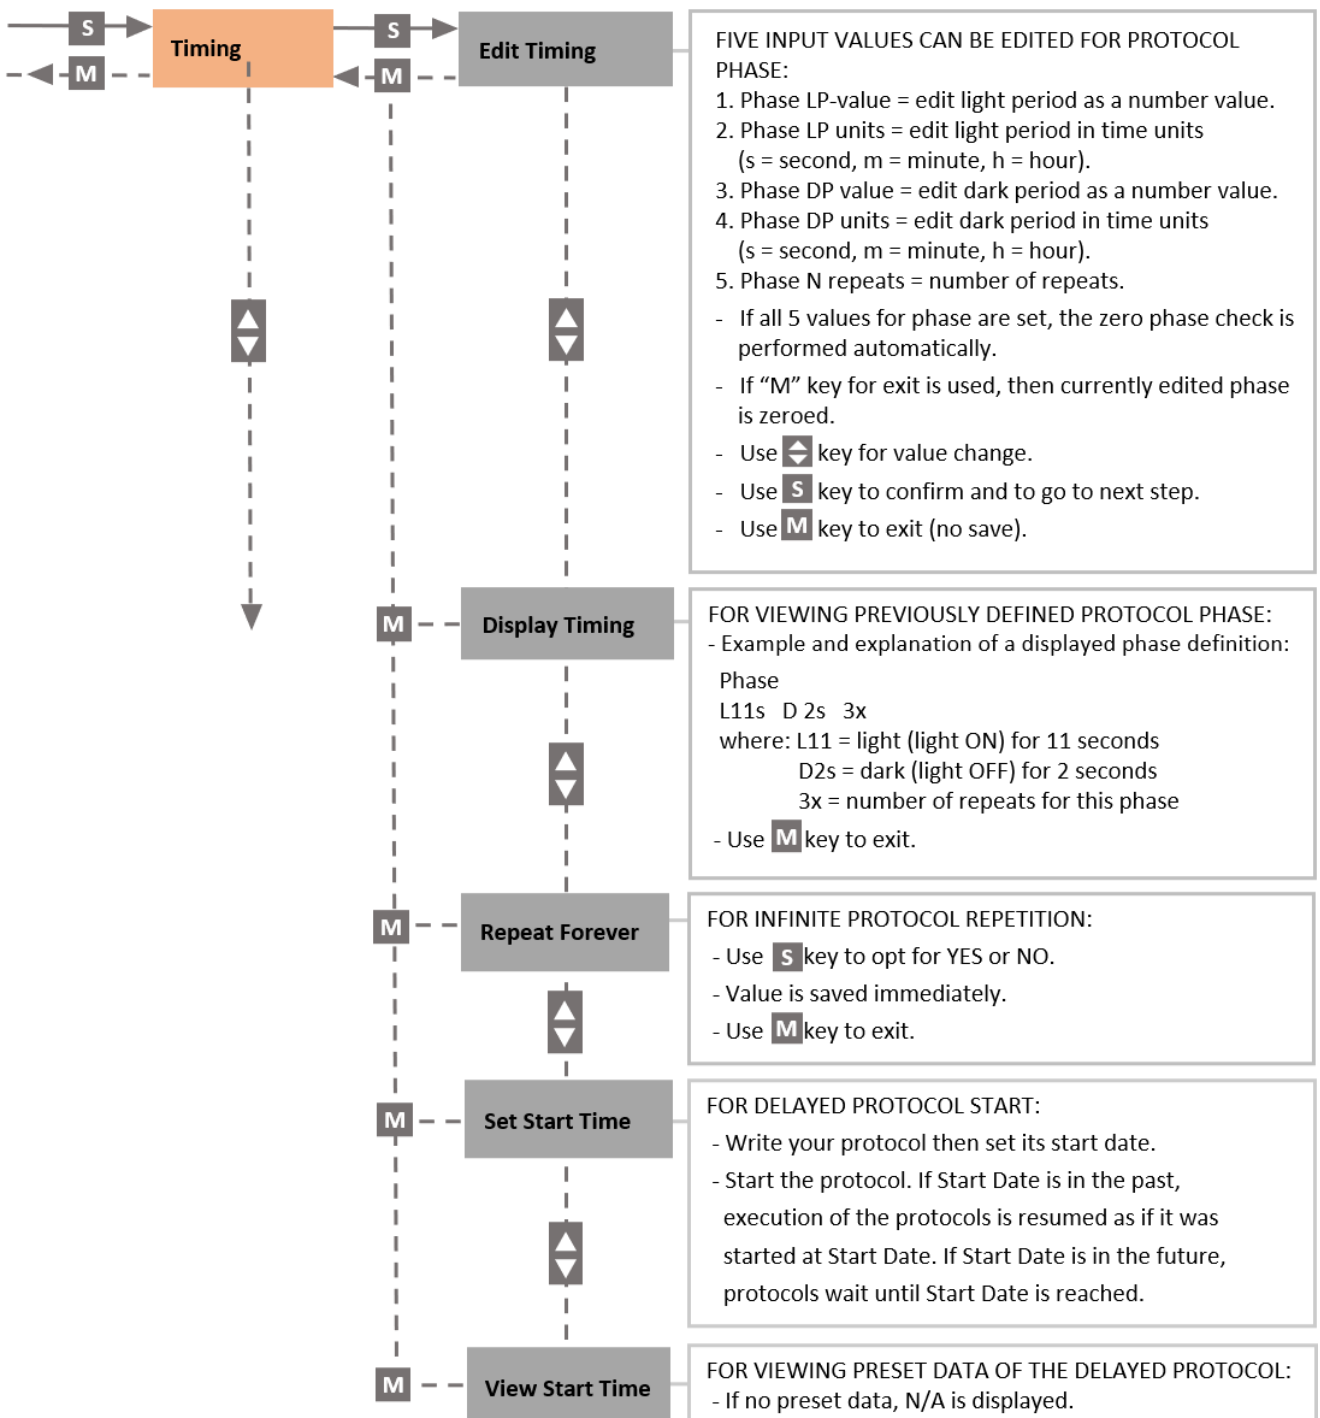 S
Timing
S
Edit Timing
M
M
FIVE INPUT VALUES CAN BE EDITED FOR PROTOCOL
PHASE:
1. Phase LP-value = edit light period as a number value.
2. Phase LP units = edit light period in time units
(s = second, m = minute, h = hour).
3. Phase DP value = edit dark period as a number value.
4. Phase DP units = edit dark period in time units
(s = second, m = minute, h = hour).
5. Phase N repeats = number of repeats.
- If all 5 values for phase are set, the zero phase check is
performed automatically.
- If “M” key for exit is used, then currently edited phase
is zeroed.
- Use key for value change.
- Use S key to confirm and to go to next step.
- Use M key to exit (no save).
M
Display Timing
FOR VIEWING PREVIOUSLY DEFINED PROTOCOL PHASE:
- Example and explanation of a displayed phase definition:
Phase
L11s D 2s 3x
where: L11 = light (light ON) for 11 seconds
D2s = dark (light OFF) for 2 seconds
3x = number of repeats for this phase
- Use M key to exit.
M
Repeat Forever
FOR INFINITE PROTOCOL REPETITION:
- Use S key to opt for YES or NO.
- Value is saved immediately.
- Use M key to exit.
M
Set Start Time
FOR DELAYED PROTOCOL START:
- Write your protocol then set its start date.
- Start the protocol. If Start Date is in the past,
execution of the protocols is resumed as if it was
started at Start Date. If Start Date is in the future,
protocols wait until Start Date is reached.
M
View Start Time
FOR VIEWING PRESET DATA OF THE DELAYED PROTOCOL:
- If no preset data, N/A is displayed.